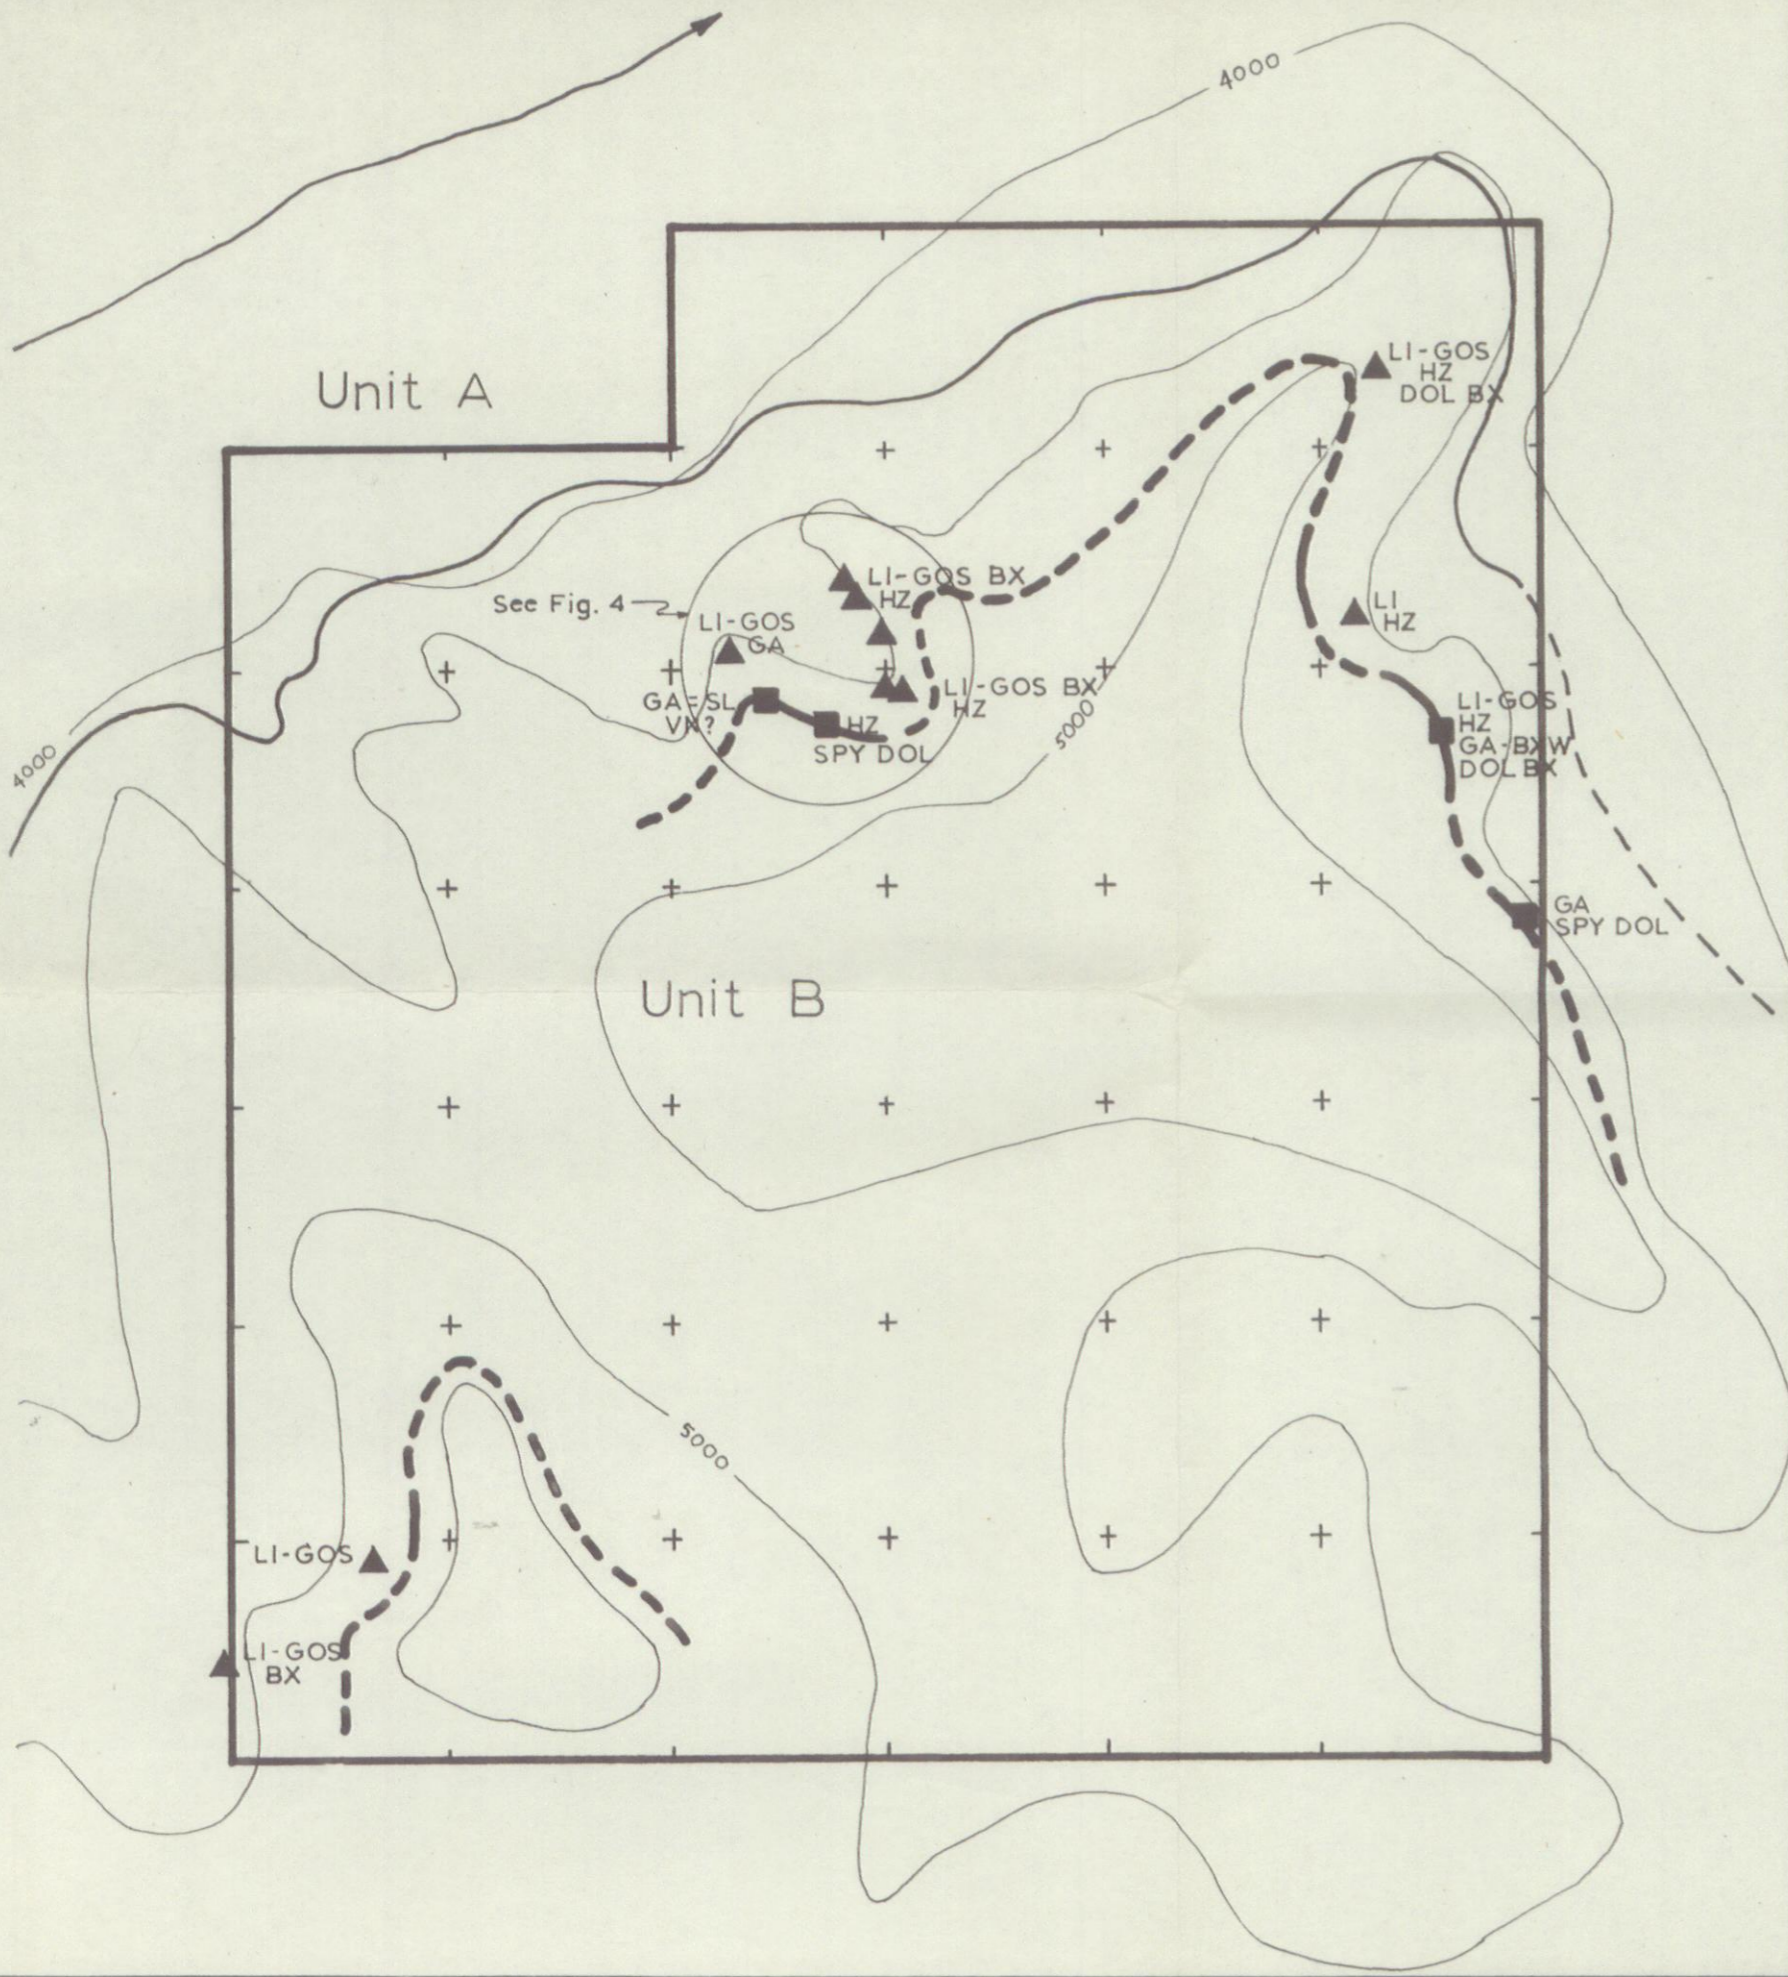 4000
Unit A
LI-GOS
HZ
DOL BX
LI-GOS BX
HZ
See Fig. 4
LI-GOS
GA
LI
HZ
GA=SL
VN?
HZ
SPY DOL
LI-GOS BX
HZ
5000
LI-GOS
HZ
GA-BXW
DOL BX
4000
GA
SPY DOL
Unit B
5000
LI-GOS
LI-GOS
BX